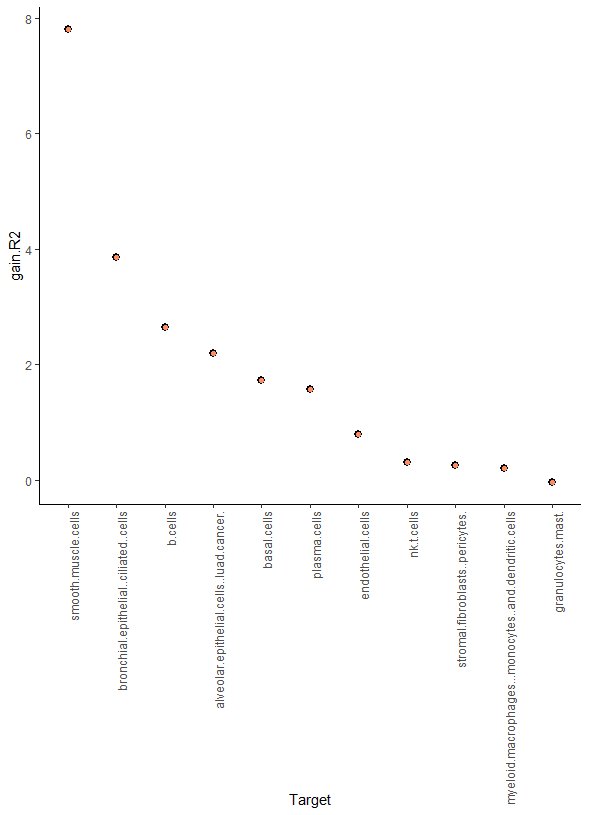 8
6
4
2
0
gain.R2
smooth.muscle.cells
bronchial.epithelial..ciliated..cells
b.cells
alveolar.epithelial.cells..luad.cancer.
basal.cells
plasma.cells
endothelial.cells
nk.t.cells
stromal.fibroblasts..pericytes.
myeloid.macrophages...monocytes..and.dendritic.cells
granulocytes.mast.
Target